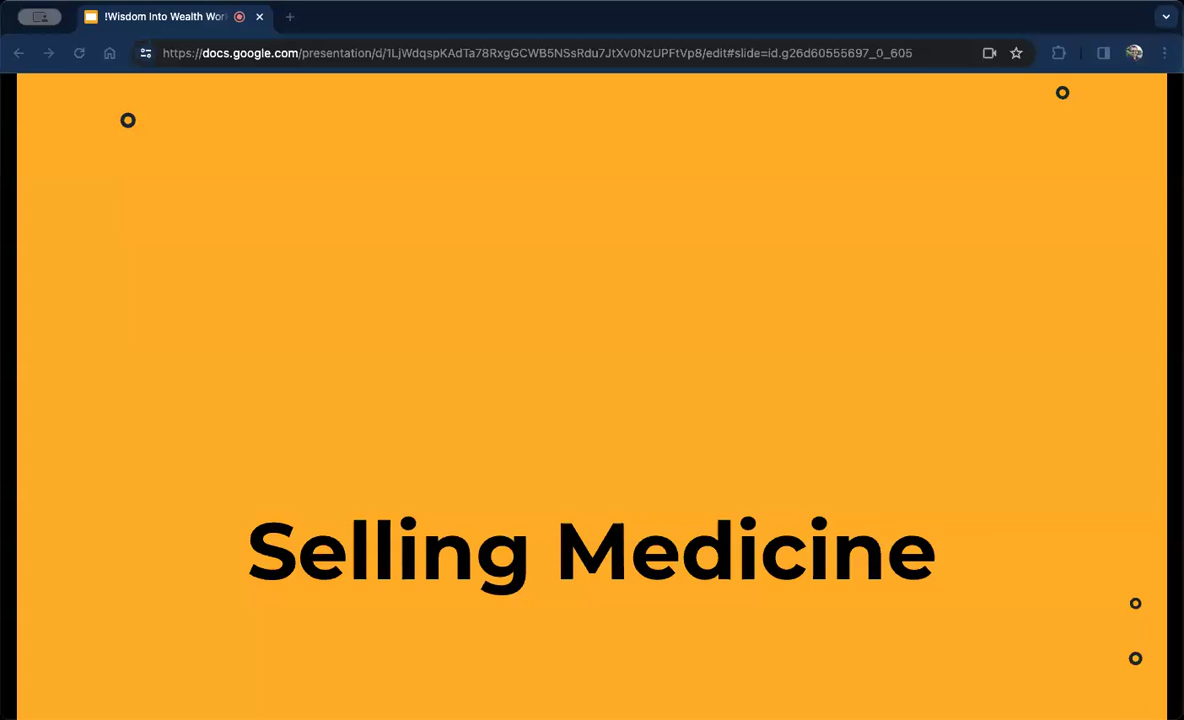 !Wisdom Into Wealth Wor
https://docs.google.com/presentation/d/1LjWdqspKAdTa78RxgGCWB5NSsRdu7JtXv0NzUPFtVp8/edit#slide=id.g26d60555697_0_605
Selling Medicine